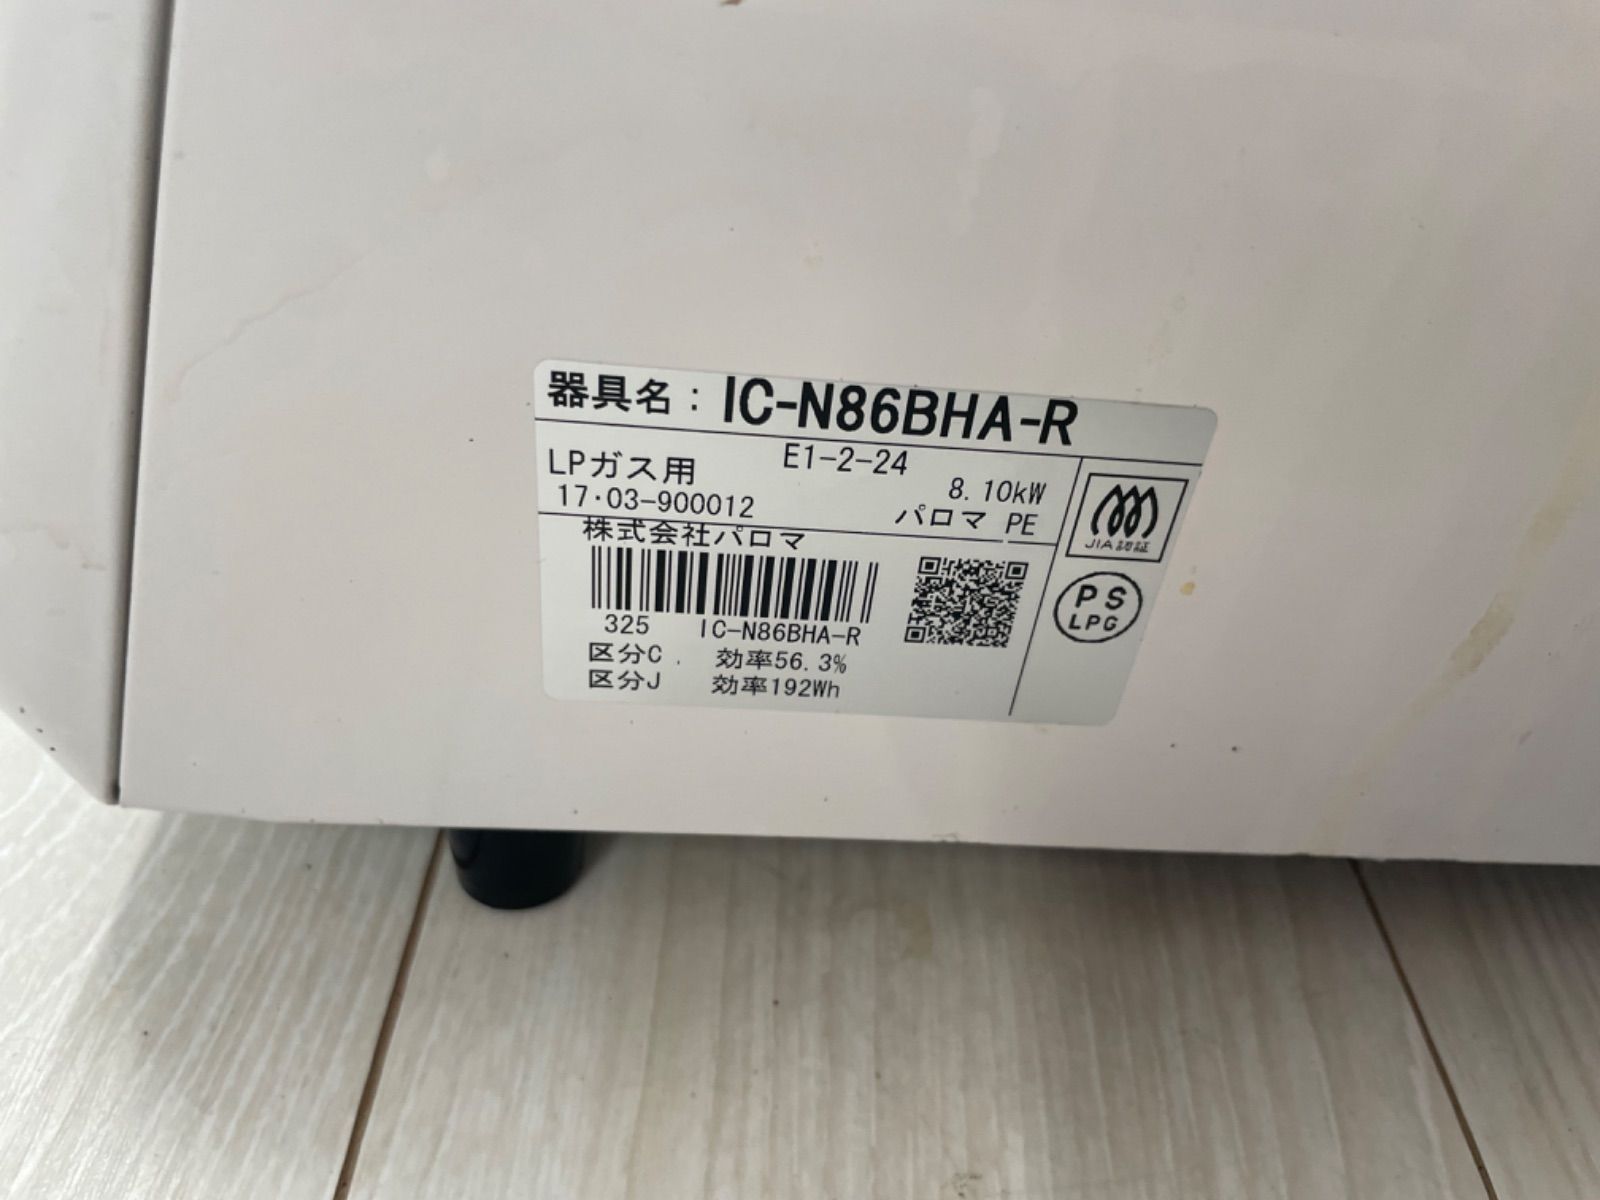 器具名：IC-N86BHA-R
LPガス用
E1-2-24
17・03-900012
8.10kW
パロマ PE
株式会社パロマ
325 IC-N86BHA-R
区分C 効率56.3%
区分J 効率192Wh
JIA認証
PS
LPG